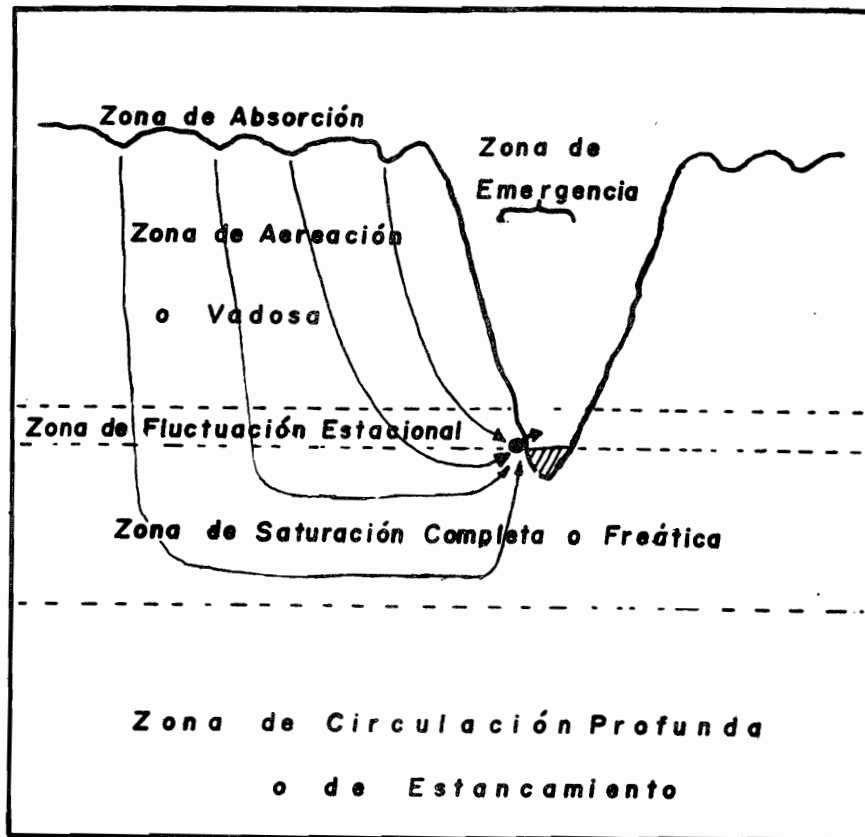 Zona de Absorción
Zona de
Emergencia
Zona de Aereación
o Vadosa
Zona de Fluctuación Estacional
Zona de Saturación Completa o Freática
Zona de Circulación Profunda
o de Estancamiento